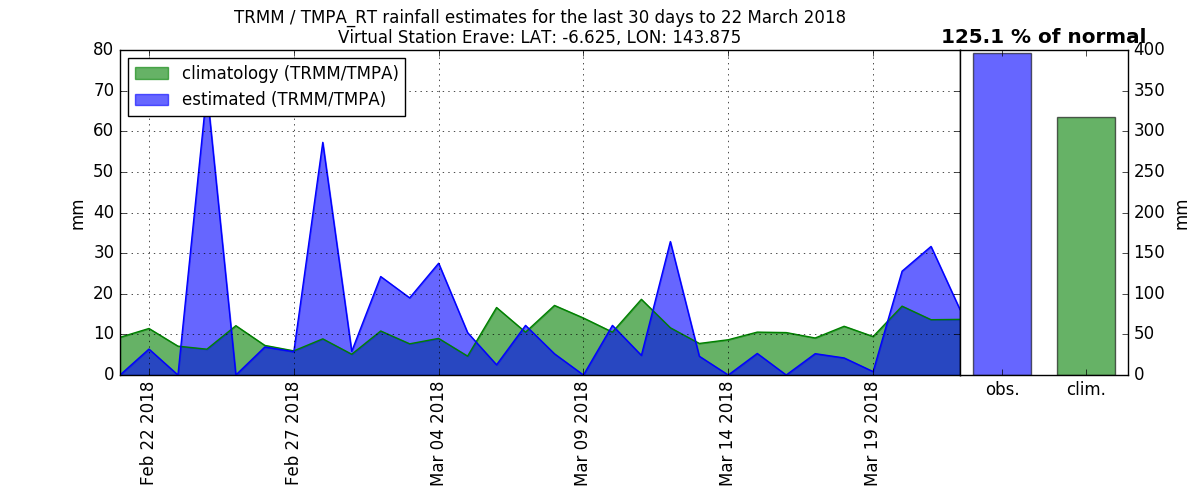 TRMM / TMPA_RT rainfall estimates for the last 30 days to 22 March 2018
Virtual Station Erave: LAT: -6.625, LON: 143.875
125.1 % of normal
climatology (TRMM/TMPA)
estimated (TRMM/TMPA)
mm
80
70
60
50
40
30
20
10
0
Feb 22 2018
Feb 27 2018
Mar 04 2018
Mar 09 2018
Mar 14 2018
Mar 19 2018
obs.
clim.
400
350
300
250
200
150
100
50
0
mm